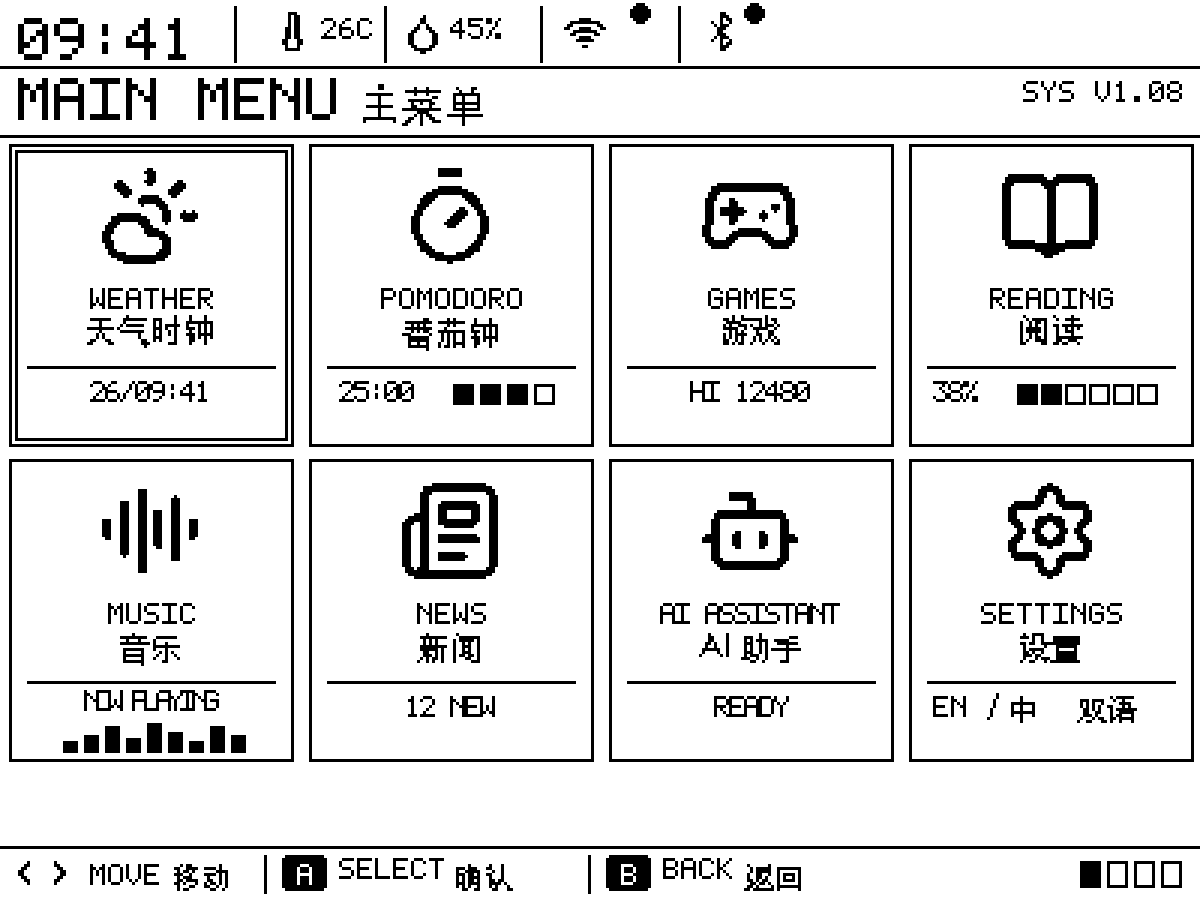 09:41 26C 45%
MAIN MENU 主菜单 SYS V1.08
WEATHER
天气时钟
26/09:41
POMODORO
番茄钟
25:00
GAMES
游戏
HI 12480
READING
阅读
38%
MUSIC
音乐
NOW PLAYING
NEWS
新闻
12 NEW
AI ASSISTANT
AI 助手
READY
SETTINGS
设置
EN / 中 双语
< > MOVE 移动 A SELECT 确认 B BACK 返回